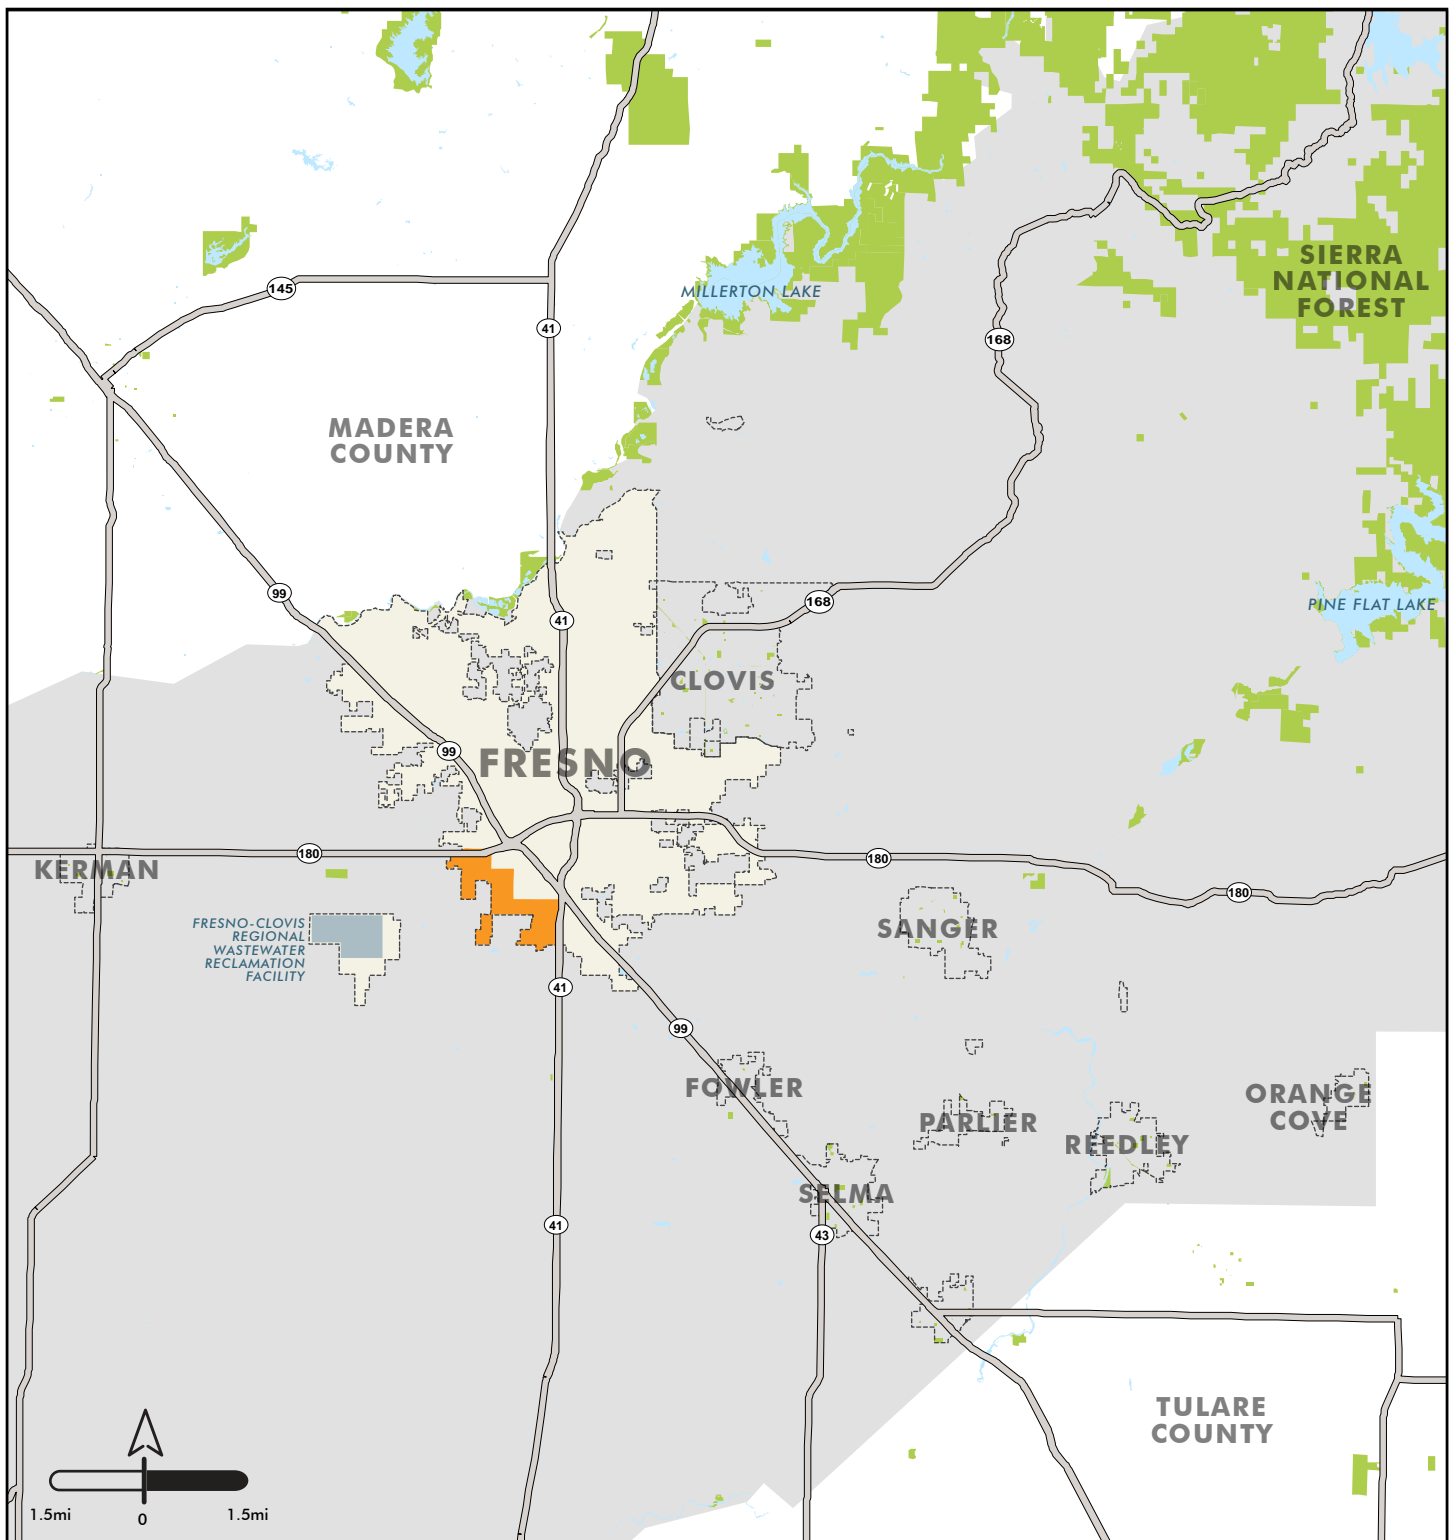 SIERRA
NATIONAL
FOREST
145
MILLERTON LAKE
41
168
MADERA
COUNTY
99
168
PINE FLAT LAKE
41
CLOVIS
99
FRESNO
180
180
KERMAN
180
FRESNO-CLOVIS
REGIONAL
WASTEWATER
RECLAMATION
FACILITY
SANGER
41
99
FOWLER
ORANGE
COVE
PARLIER
REEDLEY
SELMA
41
43
TULARE
COUNTY
1.5mi
0
1.5mi